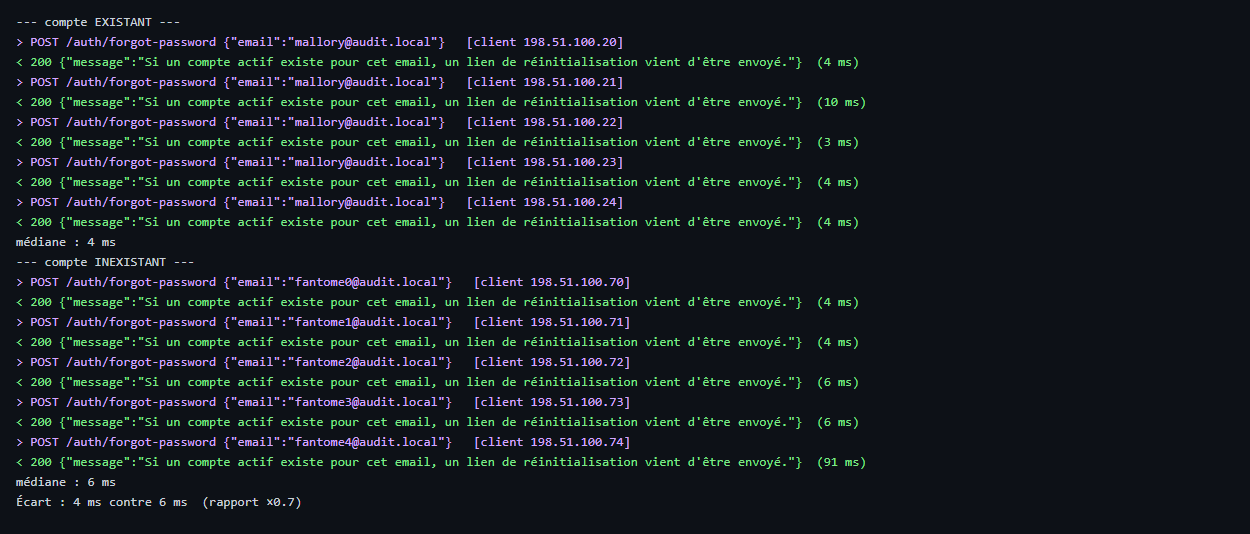 --- compte EXISTANT ---
> POST /auth/forgot-password {"email":"mallory@audit.local"}   [client 198.51.100.20]
< 200 {"message":"Si un compte actif existe pour cet email, un lien de réinitialisation vient d'être envoyé."}  (4 ms)
> POST /auth/forgot-password {"email":"mallory@audit.local"}   [client 198.51.100.21]
< 200 {"message":"Si un compte actif existe pour cet email, un lien de réinitialisation vient d'être envoyé."}  (10 ms)
> POST /auth/forgot-password {"email":"mallory@audit.local"}   [client 198.51.100.22]
< 200 {"message":"Si un compte actif existe pour cet email, un lien de réinitialisation vient d'être envoyé."}  (3 ms)
> POST /auth/forgot-password {"email":"mallory@audit.local"}   [client 198.51.100.23]
< 200 {"message":"Si un compte actif existe pour cet email, un lien de réinitialisation vient d'être envoyé."}  (4 ms)
> POST /auth/forgot-password {"email":"mallory@audit.local"}   [client 198.51.100.24]
< 200 {"message":"Si un compte actif existe pour cet email, un lien de réinitialisation vient d'être envoyé."}  (4 ms)
médiane : 4 ms
--- compte INEXISTANT ---
> POST /auth/forgot-password {"email":"fantome0@audit.local"}   [client 198.51.100.70]
< 200 {"message":"Si un compte actif existe pour cet email, un lien de réinitialisation vient d'être envoyé."}  (4 ms)
> POST /auth/forgot-password {"email":"fantome1@audit.local"}   [client 198.51.100.71]
< 200 {"message":"Si un compte actif existe pour cet email, un lien de réinitialisation vient d'être envoyé."}  (4 ms)
> POST /auth/forgot-password {"email":"fantome2@audit.local"}   [client 198.51.100.72]
< 200 {"message":"Si un compte actif existe pour cet email, un lien de réinitialisation vient d'être envoyé."}  (6 ms)
> POST /auth/forgot-password {"email":"fantome3@audit.local"}   [client 198.51.100.73]
< 200 {"message":"Si un compte actif existe pour cet email, un lien de réinitialisation vient d'être envoyé."}  (6 ms)
> POST /auth/forgot-password {"email":"fantome4@audit.local"}   [client 198.51.100.74]
< 200 {"message":"Si un compte actif existe pour cet email, un lien de réinitialisation vient d'être envoyé."}  (91 ms)
médiane : 6 ms
Écart : 4 ms contre 6 ms  (rapport ×0.7)